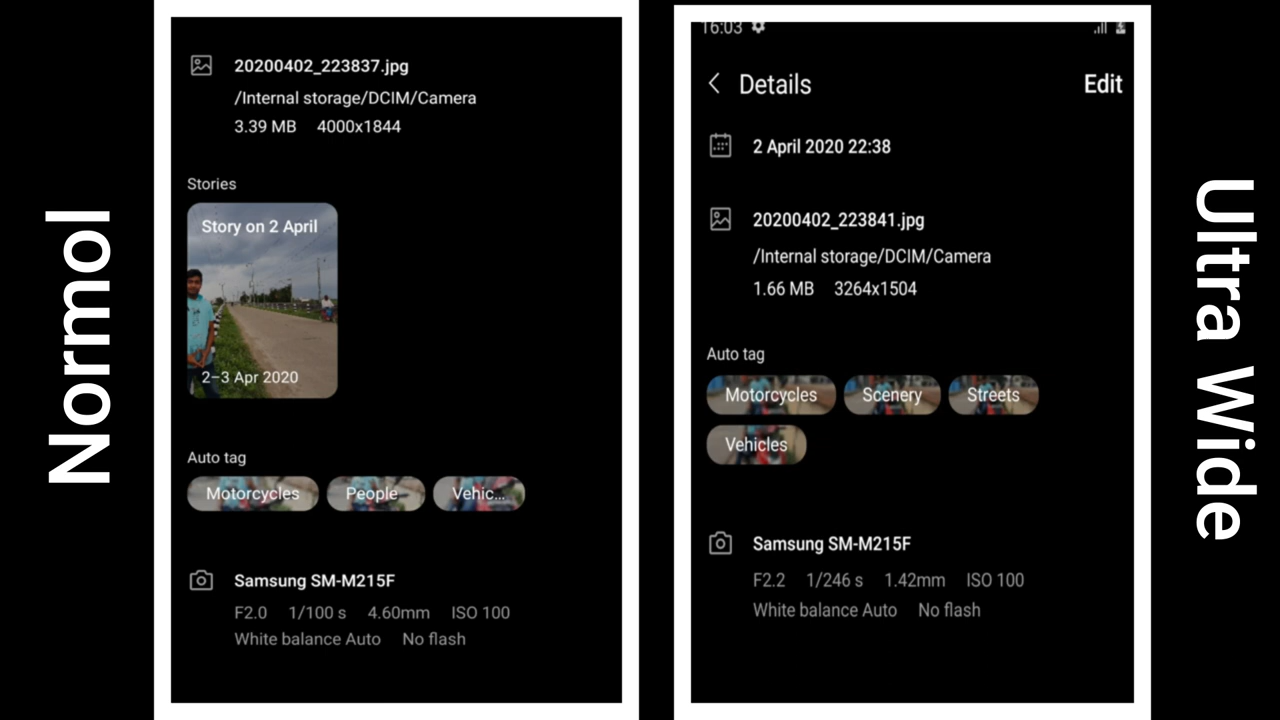 Normol
20200402_223837.jpg
/Internal storage/DCIM/Camera
3.39 MB 4000x1844
Stories
Story on 2 April
2–3 Apr 2020
Auto tag
Motorcycles People Vehic...
Samsung SM-M215F
F2.0 1/100 s 4.60mm ISO 100
White balance Auto No flash
16:03
Details Edit
2 April 2020 22:38
20200402_223841.jpg
/Internal storage/DCIM/Camera
1.66 MB 3264x1504
Auto tag
Motorcycles Scenery Streets
Vehicles
Samsung SM-M215F
F2.2 1/246 s 1.42mm ISO 100
White balance Auto No flash
Ultra Wide